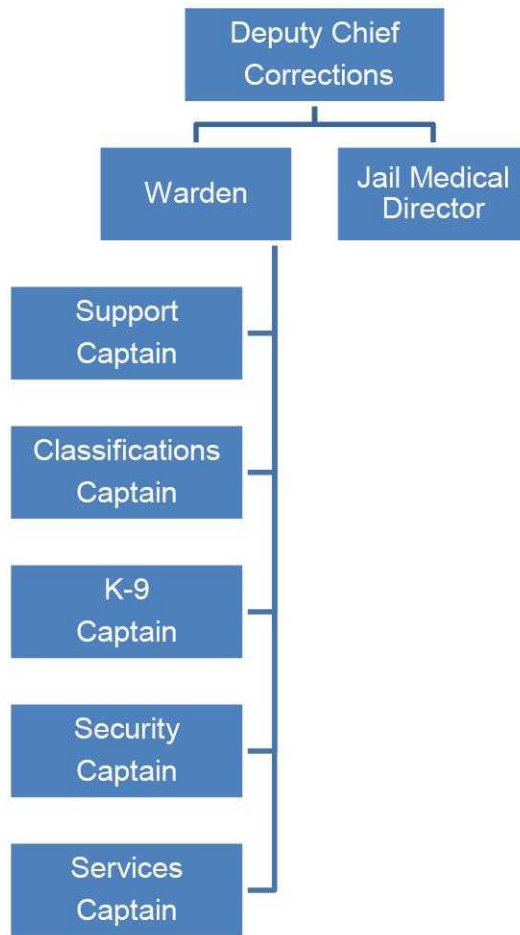 Deputy Chief
Corrections
Warden
Jail Medical
Director
Support
Captain
Classifications
Captain
K-9
Captain
Security
Captain
Services
Captain